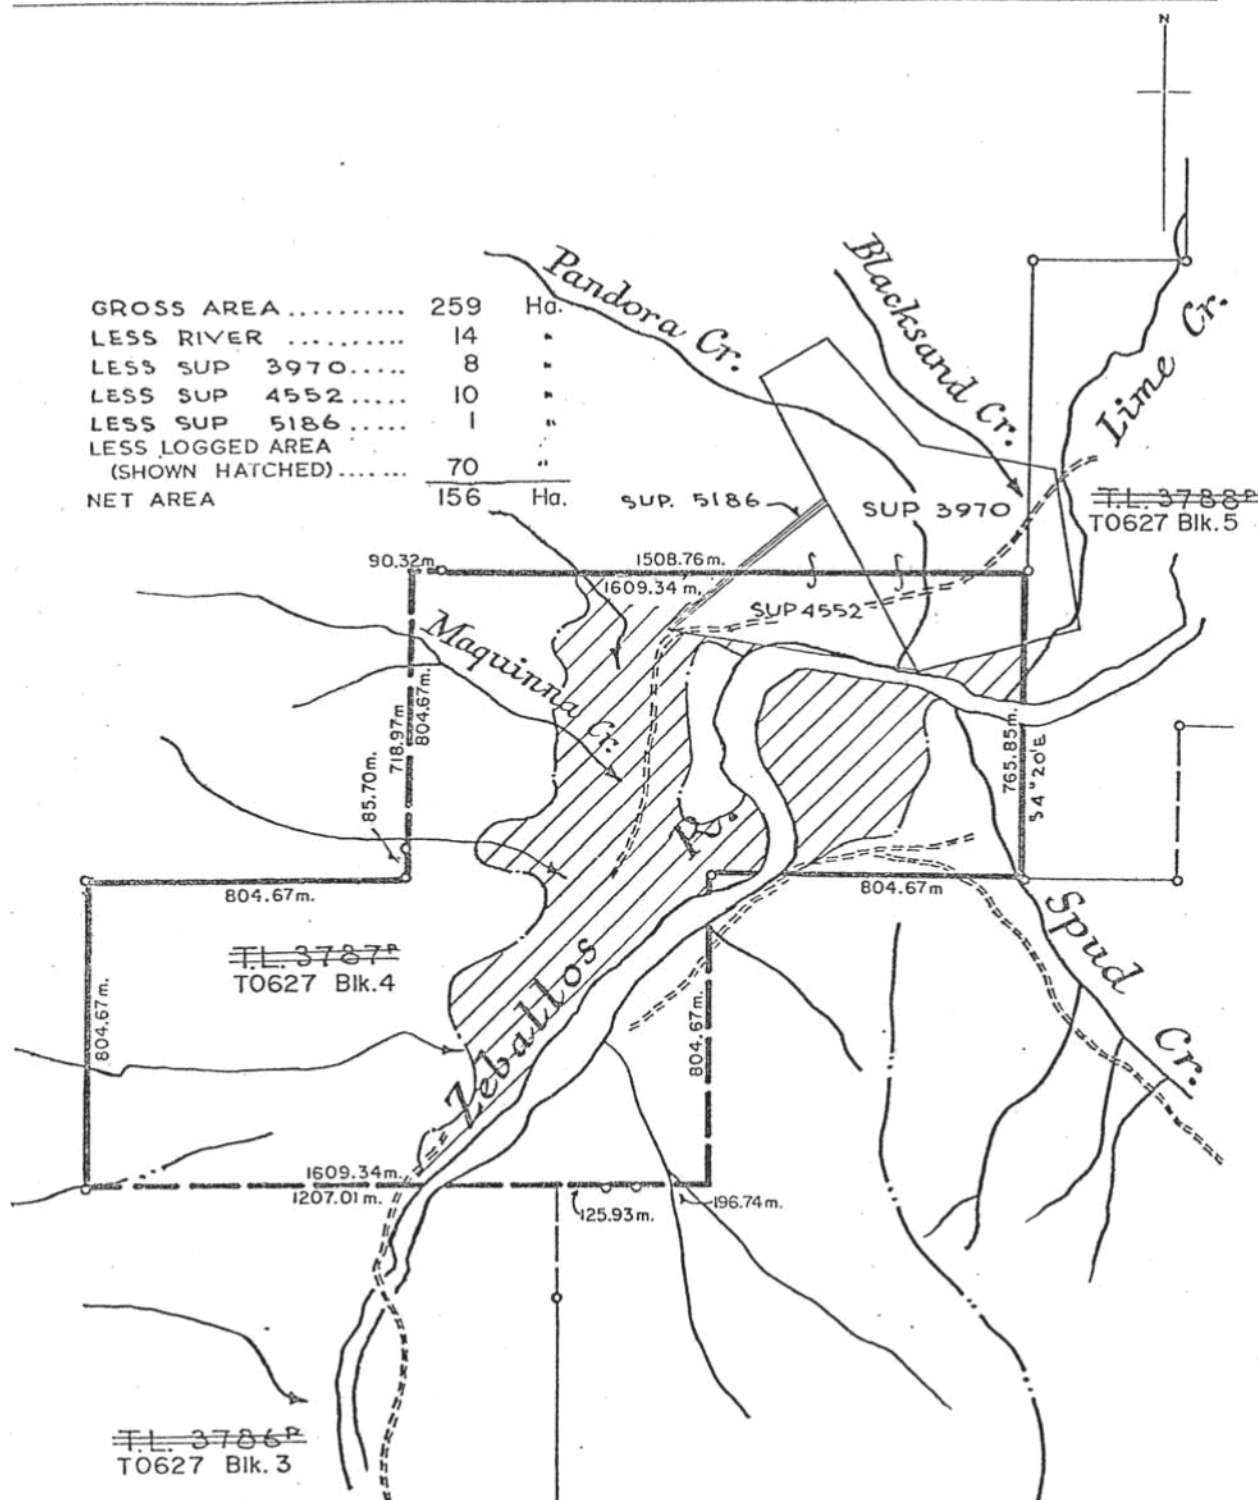 N
Pandora Cr.
Blacksand Cr.
Lime Cr.
GROSS AREA .......... 259 Ha.
LESS RIVER .......... 14 "
LESS SUP 3970..... 8 "
LESS SUP 4552..... 10 "
LESS SUP 5186..... 1 "
LESS LOGGED AREA
(SHOWN HATCHED)....... 70 "
NET AREA 156 Ha.
SUP. 5186
SUP 3970
T.L. 3788P
T0627 Blk.5
90.32m
1508.76m.
1609.34m.
SUP 4552
Maquinna Cr.
718.97m
804.67m.
85.70m.
765.85m.
S4°20'E
804.67m.
804.67m
T.L. 3787P
T0627 Blk.4
804.67m.
Zeballos
R.
804.67m.
Spud Cr.
1609.34m.
1207.01m.
125.93m.
196.74m.
T.L. 3786P
T0627 Blk. 3